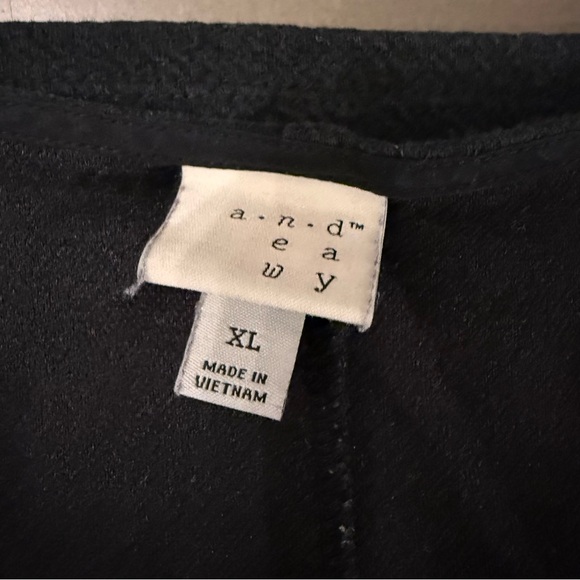 a · n · d™
e a
w y
XL
MADE IN
VIETNAM